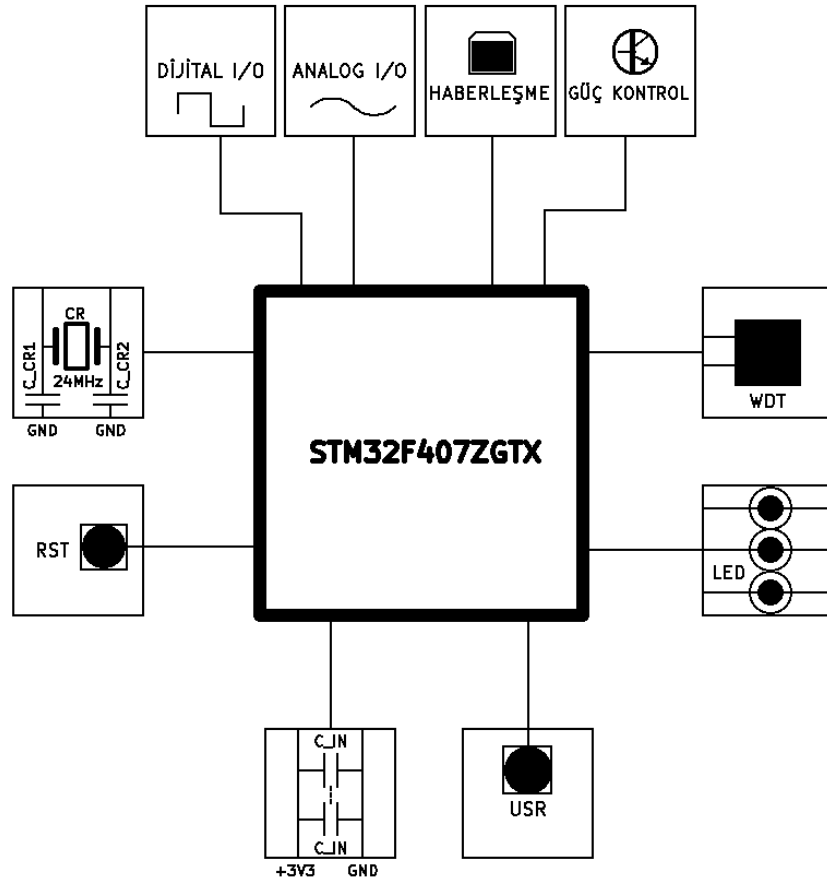 DİJİTAL I/O
ANALOG I/O
HABERLEŞME
GÜÇ KONTROL
CR
C_CR1
C_CR2
24MHz
GND
GND
STM32F407ZGTX
WDT
RST
LED
C_IN
C_IN
+3V3
GND
USR